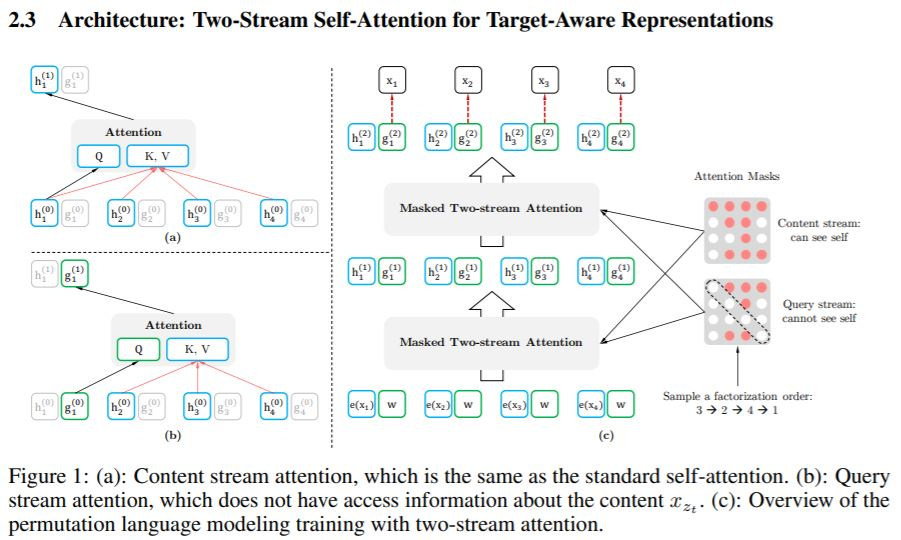 2.3 Architecture: Two-Stream Self-Attention for Target-Aware Representations
h₁⁽¹⁾ g₁⁽¹⁾
Attention
Q K, V
h₁⁽⁰⁾ g₁⁽⁰⁾ h₂⁽⁰⁾ g₂⁽⁰⁾ h₃⁽⁰⁾ g₃⁽⁰⁾ h₄⁽⁰⁾ g₄⁽⁰⁾
(a)
h₁⁽¹⁾ g₁⁽¹⁾
Attention
Q K, V
h₁⁽⁰⁾ g₁⁽⁰⁾ h₂⁽⁰⁾ g₂⁽⁰⁾ h₃⁽⁰⁾ g₃⁽⁰⁾ h₄⁽⁰⁾ g₄⁽⁰⁾
(b)
x₁ x₂ x₃ x₄
h₁⁽²⁾ g₁⁽²⁾ h₂⁽²⁾ g₂⁽²⁾ h₃⁽²⁾ g₃⁽²⁾ h₄⁽²⁾ g₄⁽²⁾
Masked Two-stream Attention
h₁⁽¹⁾ g₁⁽¹⁾ h₂⁽¹⁾ g₂⁽¹⁾ h₃⁽¹⁾ g₃⁽¹⁾ h₄⁽¹⁾ g₄⁽¹⁾
Masked Two-stream Attention
e(x₁) w e(x₂) w e(x₃) w e(x₄) w
(c)
Attention Masks
Content stream:
can see self
Query stream:
cannot see self
Sample a factorization order:
3 → 2 → 4 → 1
Figure 1: (a): Content stream attention, which is the same as the standard self-attention. (b): Query
stream attention, which does not have access information about the content x_{z_t}. (c): Overview of the
permutation language modeling training with two-stream attention.